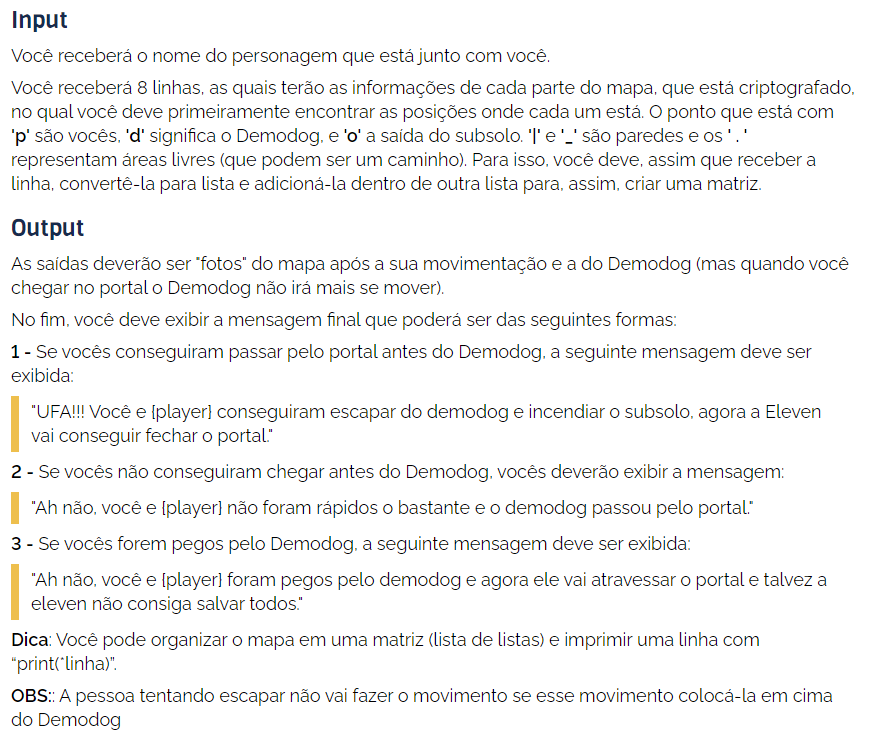 Input
Você receberá o nome do personagem que está junto com você.
Você receberá 8 linhas, as quais terão as informações de cada parte do mapa, que está criptografado,
no qual você deve primeiramente encontrar as posições onde cada um está. O ponto que está com
'p' são vocês, 'd' significa o Demodog, e 'o' a saída do subsolo. '|' e '_' são paredes e os ' . '
representam áreas livres (que podem ser um caminho). Para isso, você deve, assim que receber a
linha, convertê-la para lista e adicioná-la dentro de outra lista para, assim, criar uma matriz.
Output
As saídas deverão ser "fotos" do mapa após a sua movimentação e a do Demodog (mas quando você
chegar no portal o Demodog não irá mais se mover).
No fim, você deve exibir a mensagem final que poderá ser das seguintes formas:
1 - Se vocês conseguiram passar pelo portal antes do Demodog, a seguinte mensagem deve ser
exibida:
"UFA!!! Você e {player} conseguiram escapar do demodog e incendiar o subsolo, agora a Eleven
vai conseguir fechar o portal."
2 - Se vocês não conseguiram chegar antes do Demodog, vocês deverão exibir a mensagem:
"Ah não, você e {player} não foram rápidos o bastante e o demodog passou pelo portal."
3 - Se vocês forem pegos pelo Demodog, a seguinte mensagem deve ser exibida:
"Ah não, você e {player} foram pegos pelo demodog e agora ele vai atravessar o portal e talvez a
eleven não consiga salvar todos."
Dica: Você pode organizar o mapa em uma matriz (lista de listas) e imprimir uma linha com
“print(*linha)”.
OBS:: A pessoa tentando escapar não vai fazer o movimento se esse movimento colocá-la em cima
do Demodog